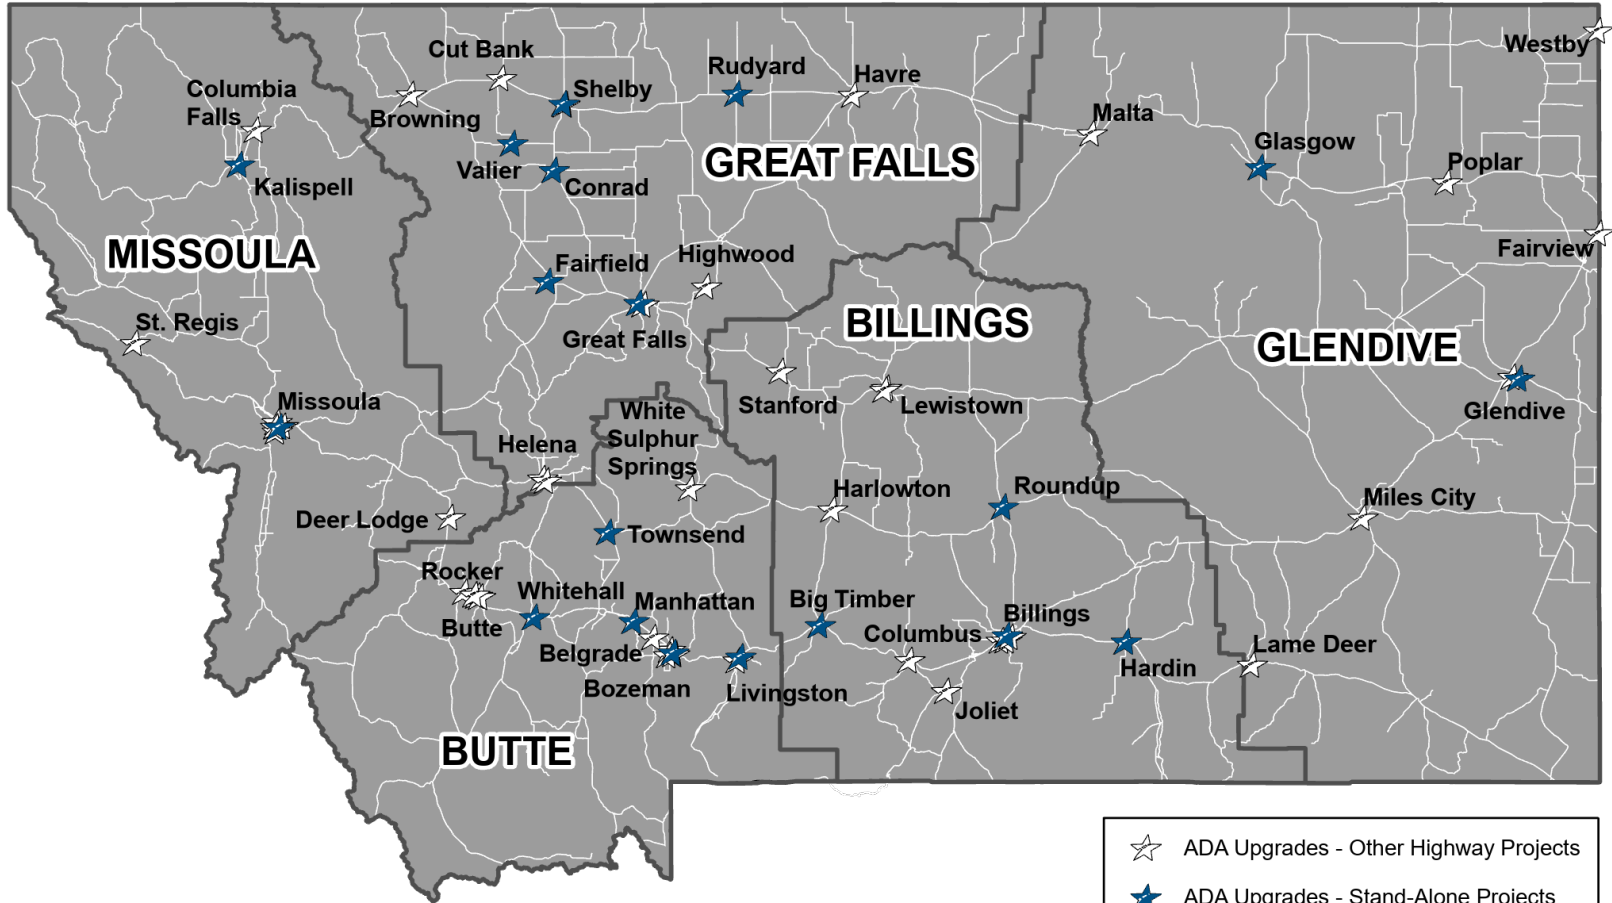 Westby
Cut Bank
Rudyard
Havre
Columbia
Falls
Shelby
Browning
Malta
Glasgow
Poplar
Valier
Conrad
GREAT FALLS
Kalispell
MISSOULA
Highwood
Fairfield
Fairview
St. Regis
Great Falls
BILLINGS
GLENDIVE
Missoula
White
Sulphur
Springs
Stanford
Lewistown
Glendive
Helena
Harlowton
Roundup
Miles City
Deer Lodge
Townsend
Rocker
Whitehall
Manhattan
Big Timber
Billings
Butte
Belgrade
Columbus
Lame Deer
Bozeman
Livingston
Hardin
Joliet
BUTTE
ADA Upgrades - Other Highway Projects
ADA Upgrades - Stand-Alone Projects